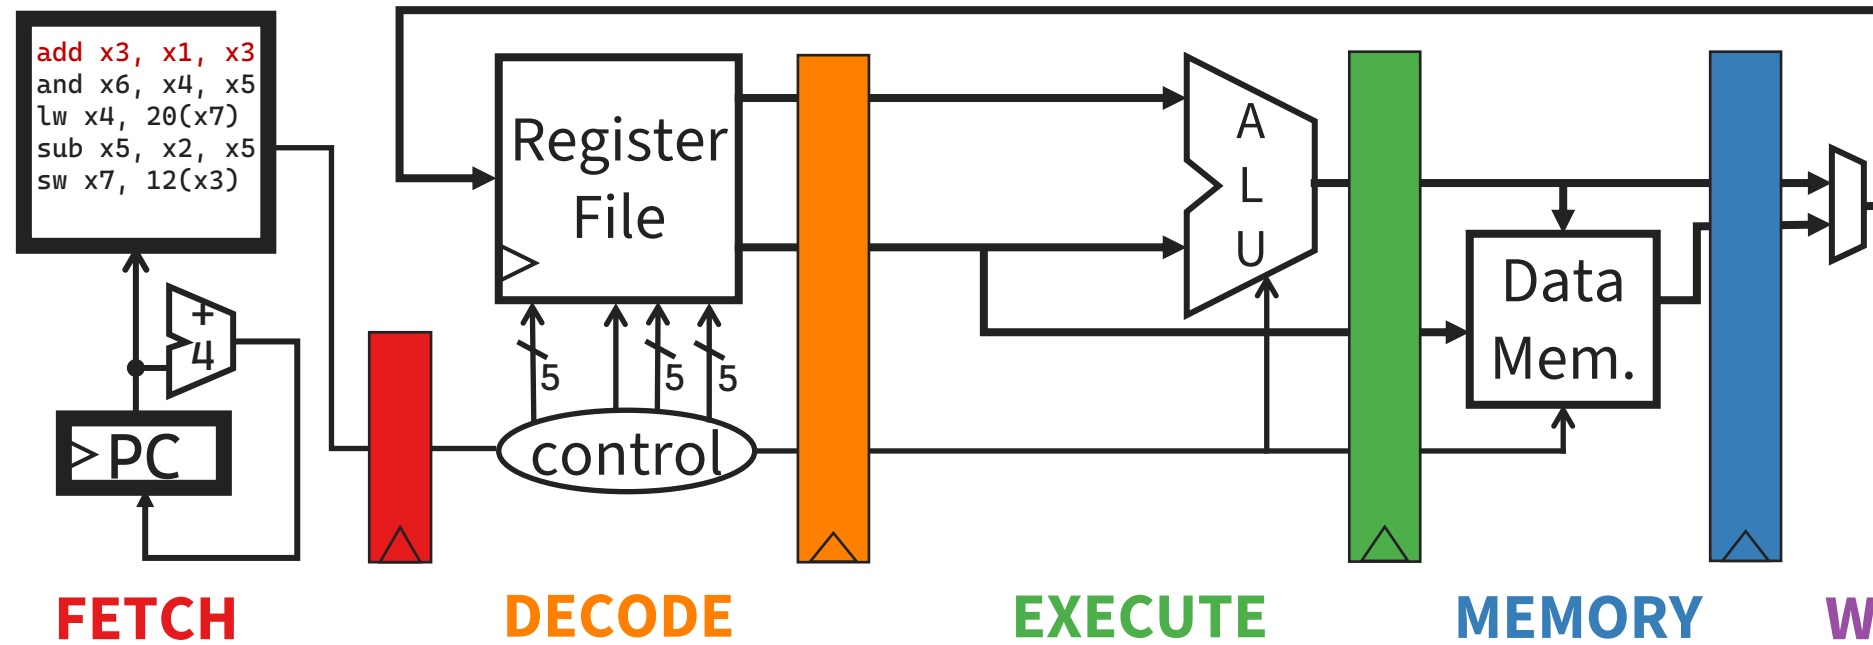 add x3, x1, x3
and x6, x4, x5
lw x4, 20(x7)
sub x5, x2, x5
sw x7, 12(x3)
+
4
PC
Register
File
5
5
5
control
A
L
U
Data
Mem.
FETCH
DECODE
EXECUTE
MEMORY
W